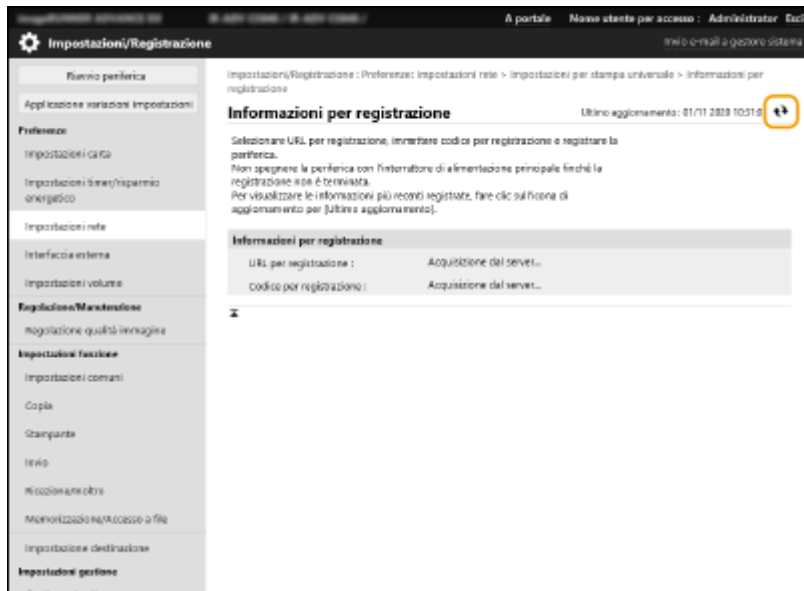 A portale Nome utente per accesso : Administrator
Impostazioni/Registrazione
Invio e-mail a gestore sistema
Riavvio periferica
Applicazione variazioni impostazioni
Preferenze
Impostazioni carta
Impostazioni timer/risparmio
energetico
Impostazioni rete
Interfaccia esterna
Impostazioni volume
Regolazione/Manutenzione
Regolazione qualità immagine
Impostazioni funzione
Impostazioni comuni
Copia
Stampante
Invio
Ricezione/Inoltro
Memorizzazione/Accesso a file
Impostazione destinazione
Impostazioni gestione
Impostazioni/Registrazione : Preferenze: Impostazioni rete > Impostazioni per stampa universale > Informazioni per
registrazione
Informazioni per registrazione
Ultimo aggiornamento : 01/11 2020
Selezionare URL per registrazione, immettere codice per registrazione e registrare la
periferica.
Non spegnere la periferica con l'interruttore di alimentazione principale finché la
registrazione non è terminata.
Per visualizzare le informazioni più recenti registrate, fare clic sull'icona di
aggiornamento per [Ultimo aggiornamento].
Informazioni per registrazione
URL per registrazione : Acquisizione dal server...
Codice per registrazione : Acquisizione dal server...